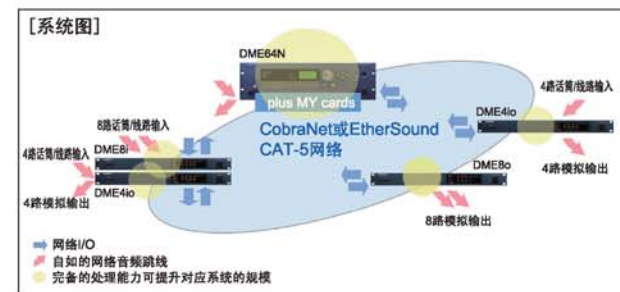 [系统图]
DME64N
plus MY cards
CobraNet或EtherSound
CAT-5网络
8路话筒/线路输入
DME8i
4路话筒/线路输入
DME4io
4路模拟输出
4路话筒/线路输入
DME4io
4路模拟输出
DME8o
8路模拟输出
网络I/O
自如的网络音频跳线
完备的处理能力可提升对应系统的规模